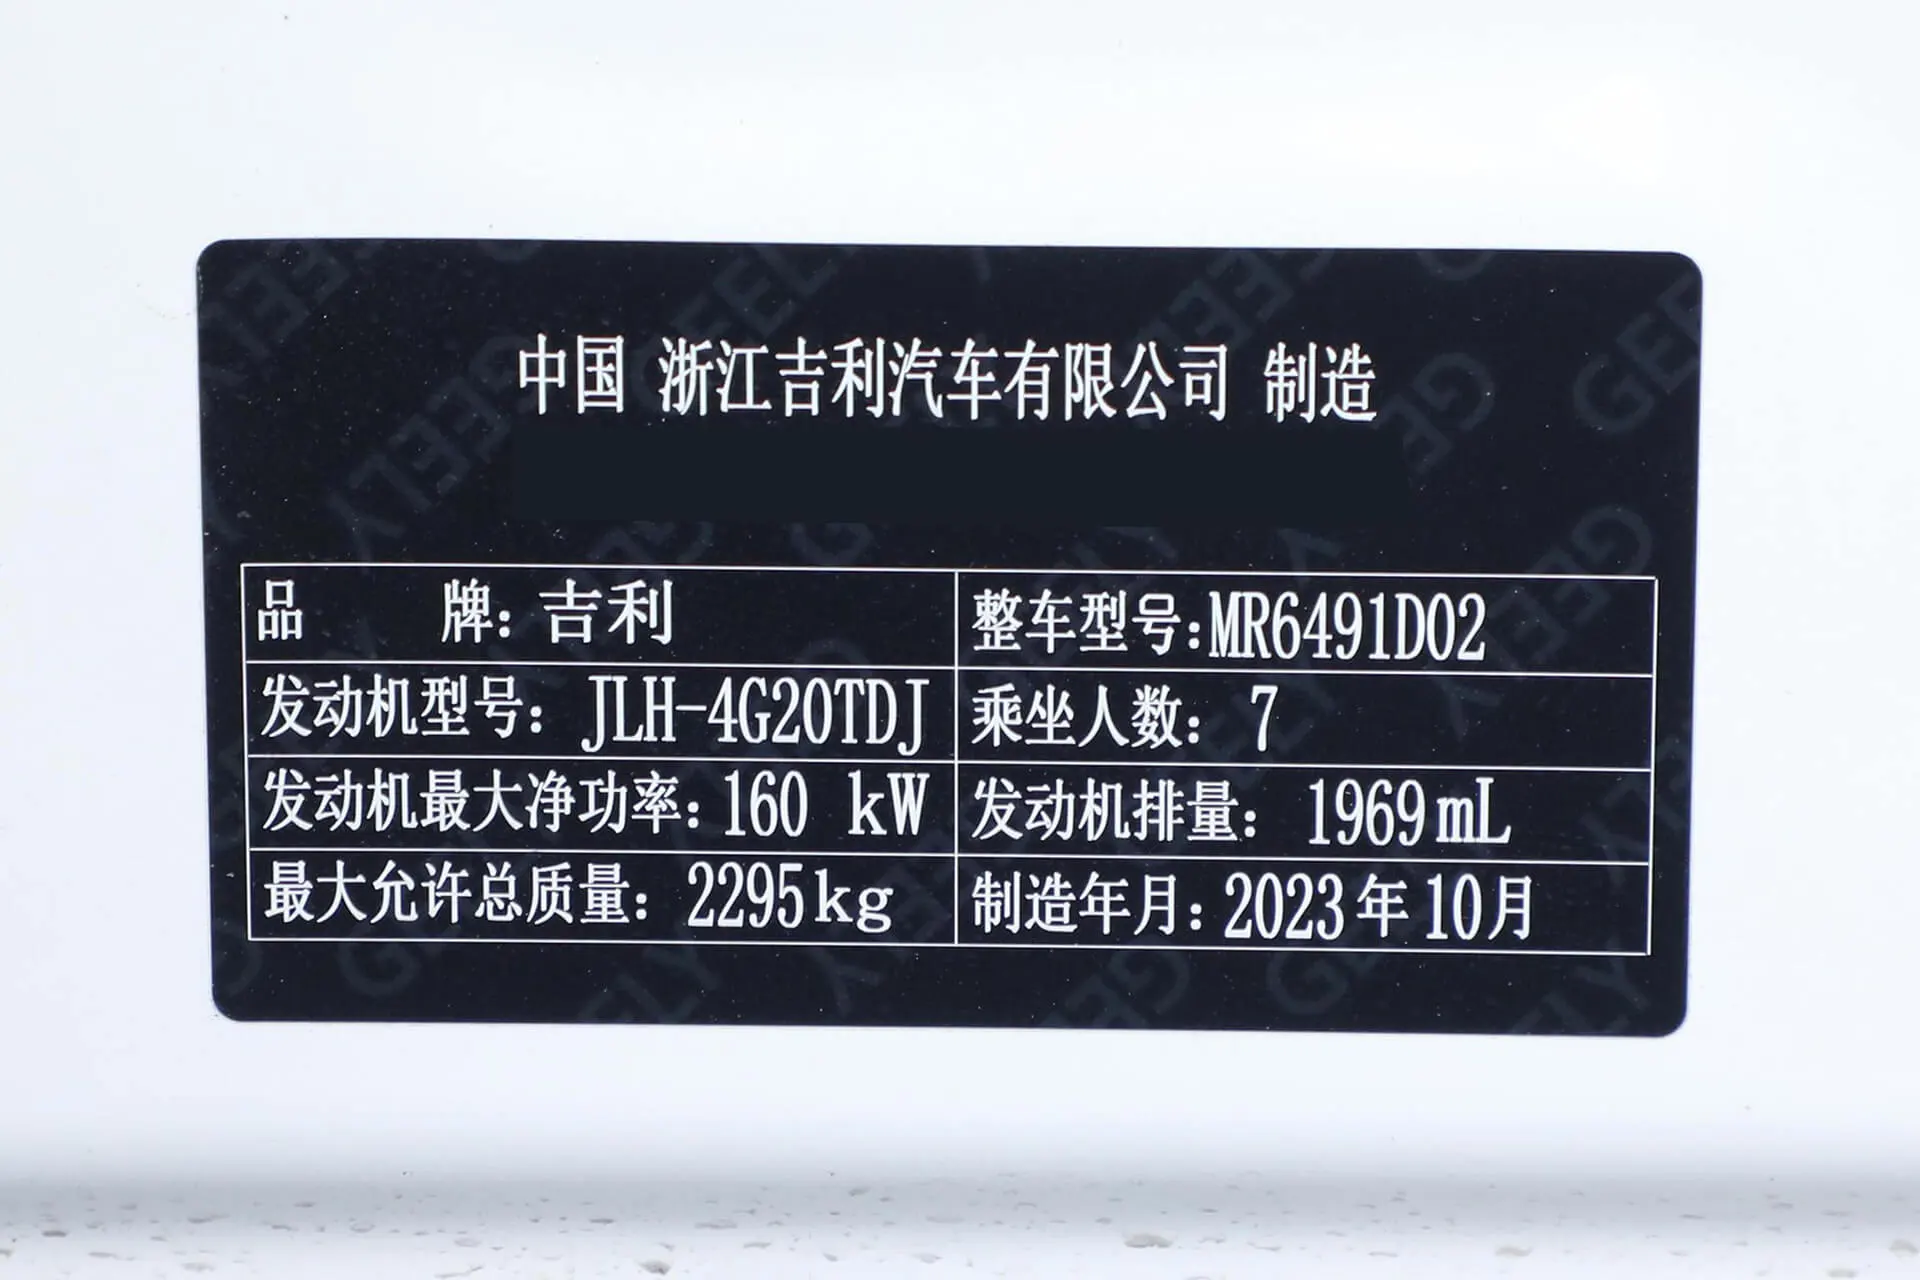 中国 浙江吉利汽车有限公司 制造
品 牌: 吉利 整车型号:MR6491D02
发动机型号: JLH-4G20TDJ 乘坐人数: 7
发动机最大净功率:160 kW 发动机排量: 1969mL
最大允许总质量: 2295kg 制造年月:2023年10月